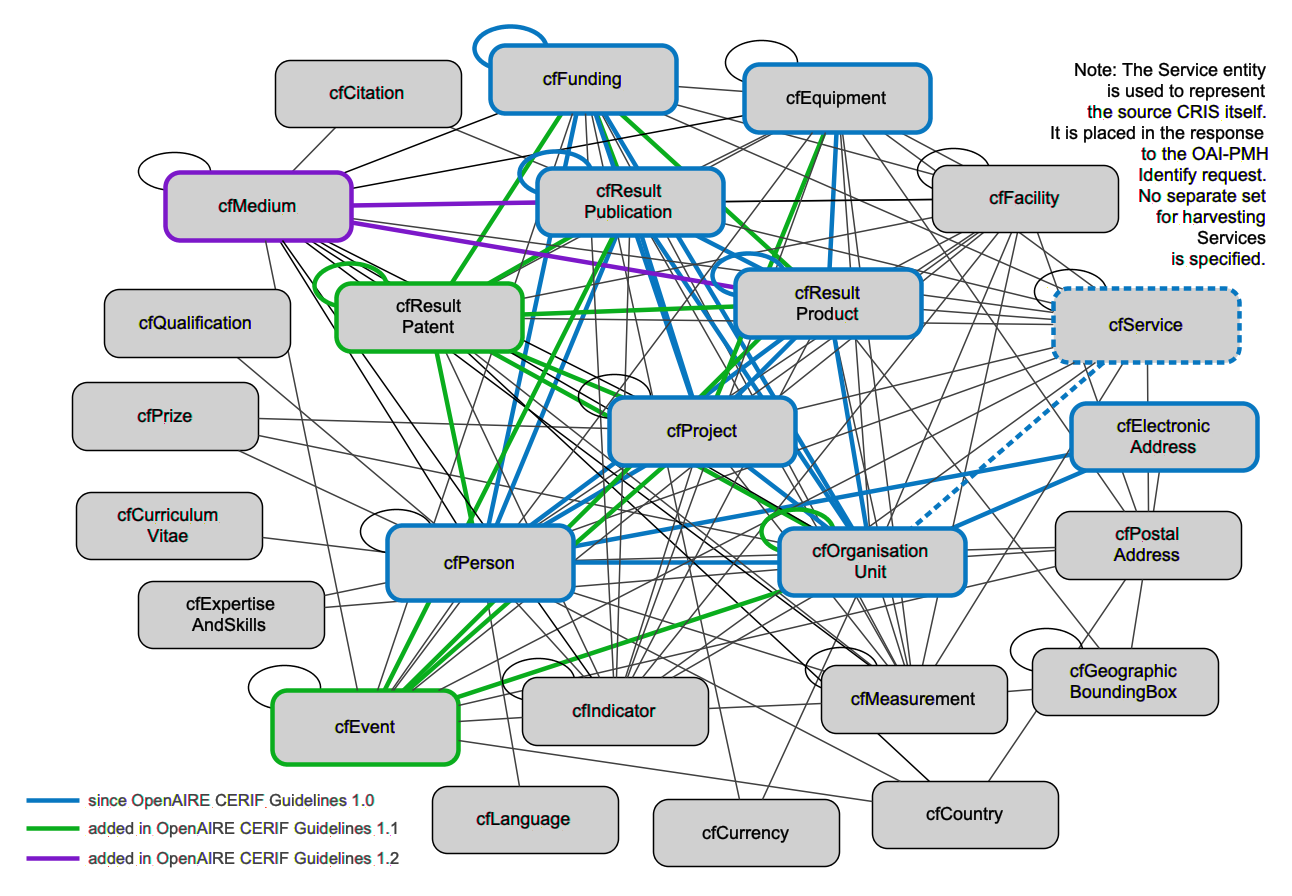 cfFunding
cfCitation
cfEquipment
Note: The Service entity
is used to represent
the source CRIS itself.
It is placed in the response
to the OAI-PMH
Identify request.
No separate set
for harvesting
Services
is specified.
cfMedium
cfResult
Publication
cfFacility
cfQualification
cfResult
Patent
cfResult
Product
cfService
cfPrize
cfProject
cfElectronic
Address
cfCurriculum
Vitae
cfPerson
cfOrganisation
Unit
cfPostal
Address
cfExpertise
AndSkills
cfEvent
cfIndicator
cfMeasurement
cfGeographic
BoundingBox
cfLanguage
cfCurrency
cfCountry
since OpenAIRE CERIF Guidelines 1.0
added in OpenAIRE CERIF Guidelines 1.1
added in OpenAIRE CERIF Guidelines 1.2